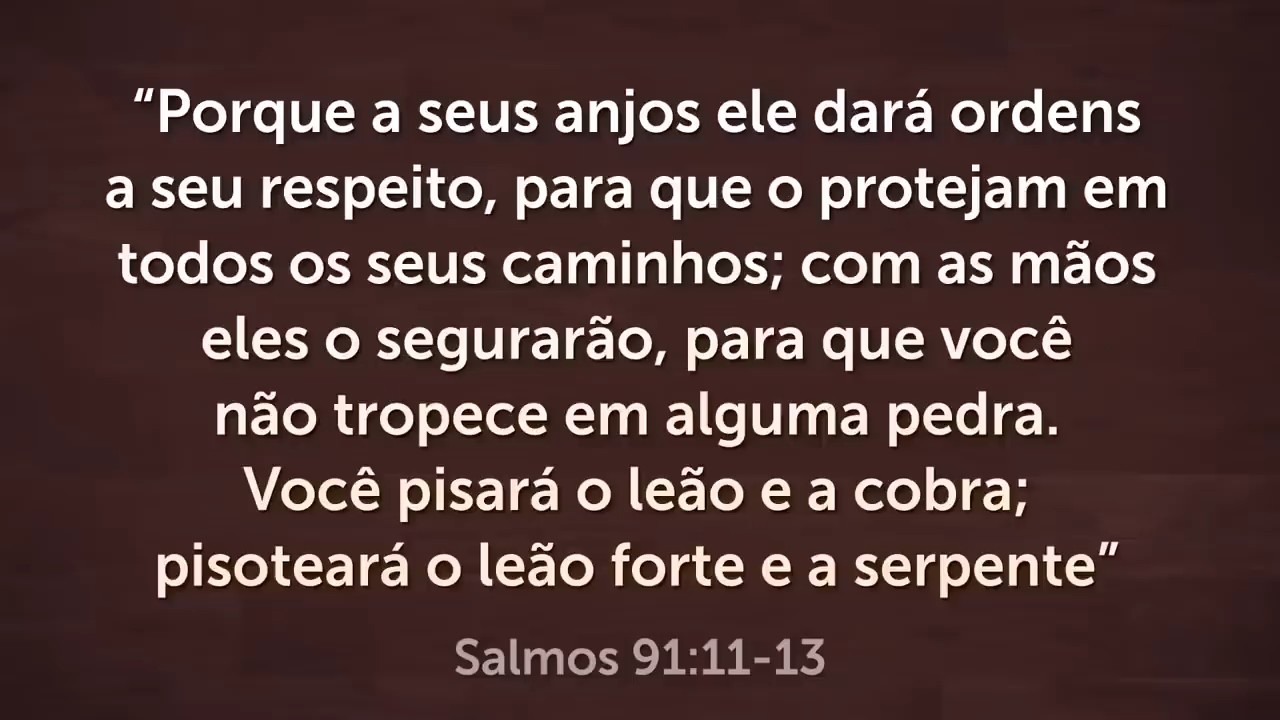 “Porque a seus anjos ele dará ordens
a seu respeito, para que o protejam em
todos os seus caminhos; com as mãos
eles o segurarão, para que você
não tropece em alguma pedra.
Você pisará o leão e a cobra;
pisoteará o leão forte e a serpente”
Salmos 91:11-13